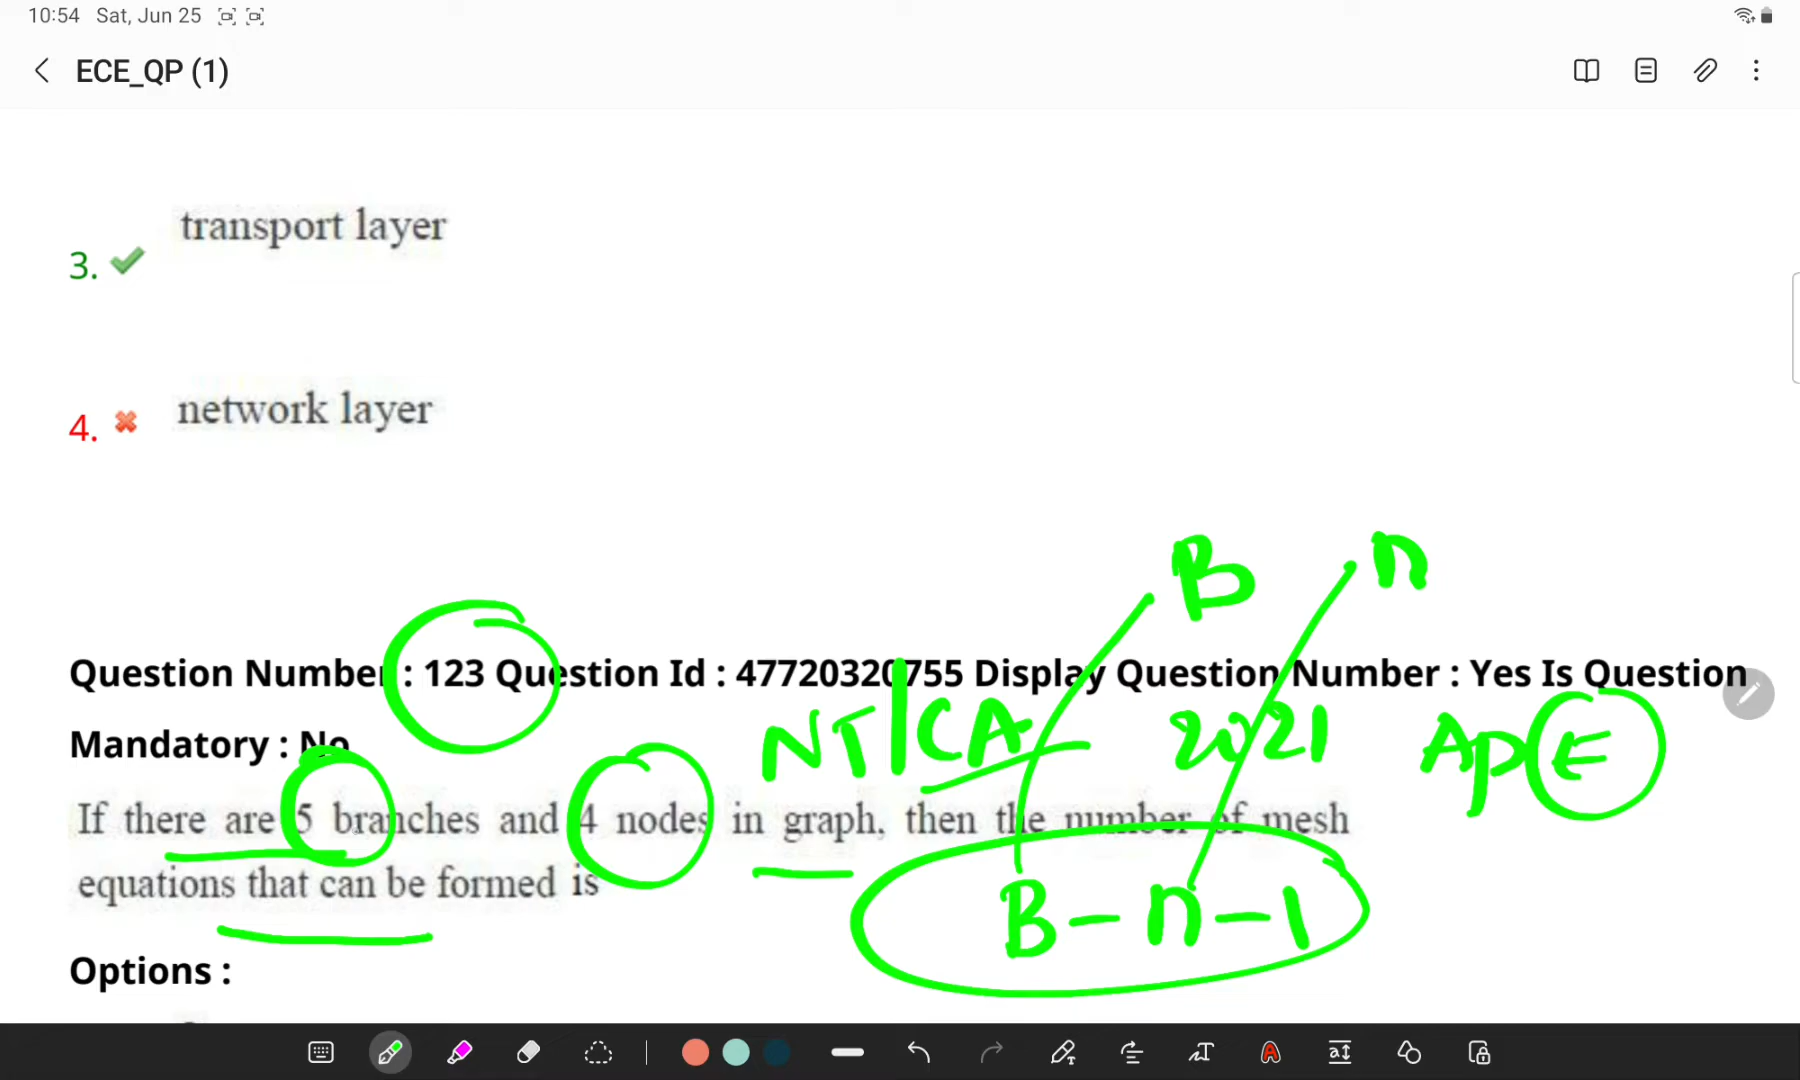 10:54 Sat, Jun 25
ECE_QP (1)
transport layer
3.
network layer
4.
B n
Question Number : 123 Question Id : 47720320755 Display Question Number : Yes Is Question
Mandatory : No
NT|CA 2021 Ap E
If there are 5 branches and 4 nodes in graph, then the number of mesh
equations that can be formed is
B-n-1
Options :